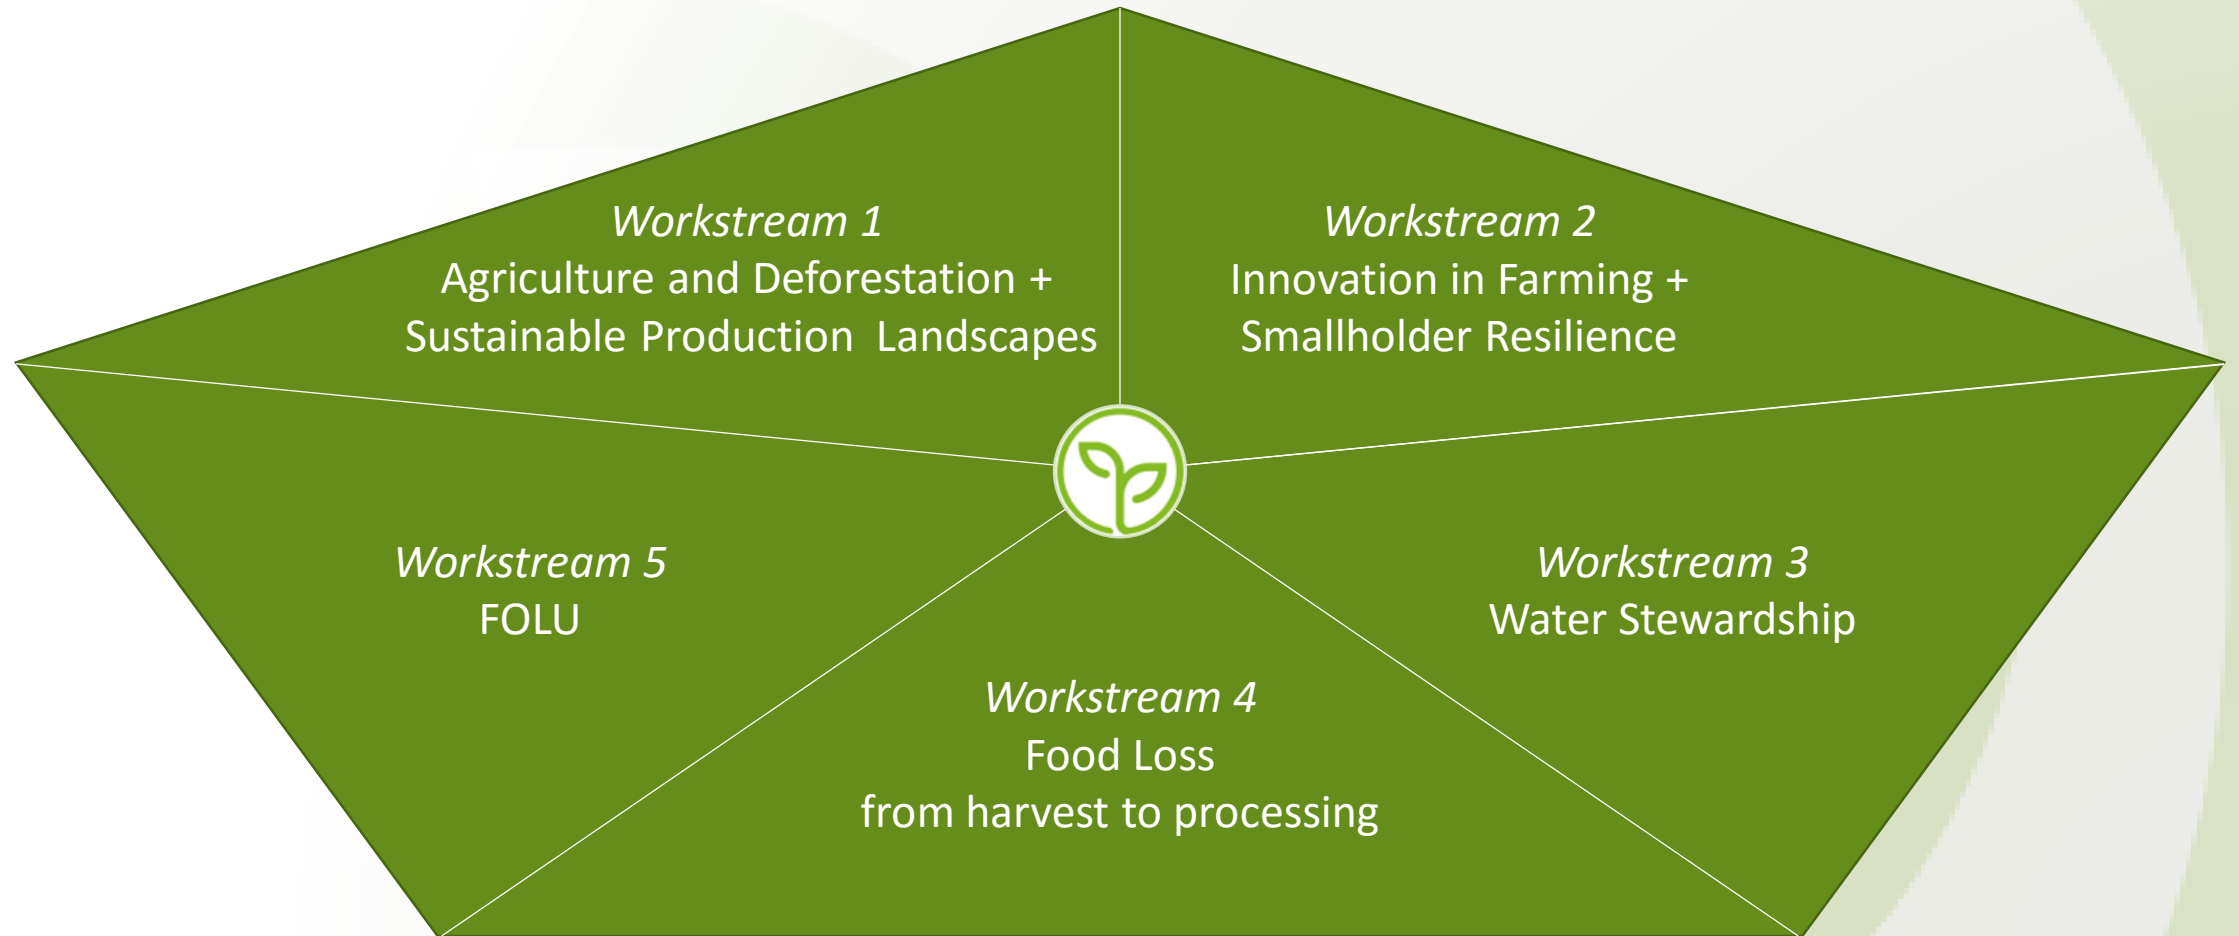 Workstream 1
Agriculture and Deforestation +
Sustainable Production  Landscapes
Workstream 2
Innovation in Farming +
Smallholder Resilience
Workstream 3
Water Stewardship
Workstream 4
Food Loss
from harvest to processing
Workstream 5
FOLU